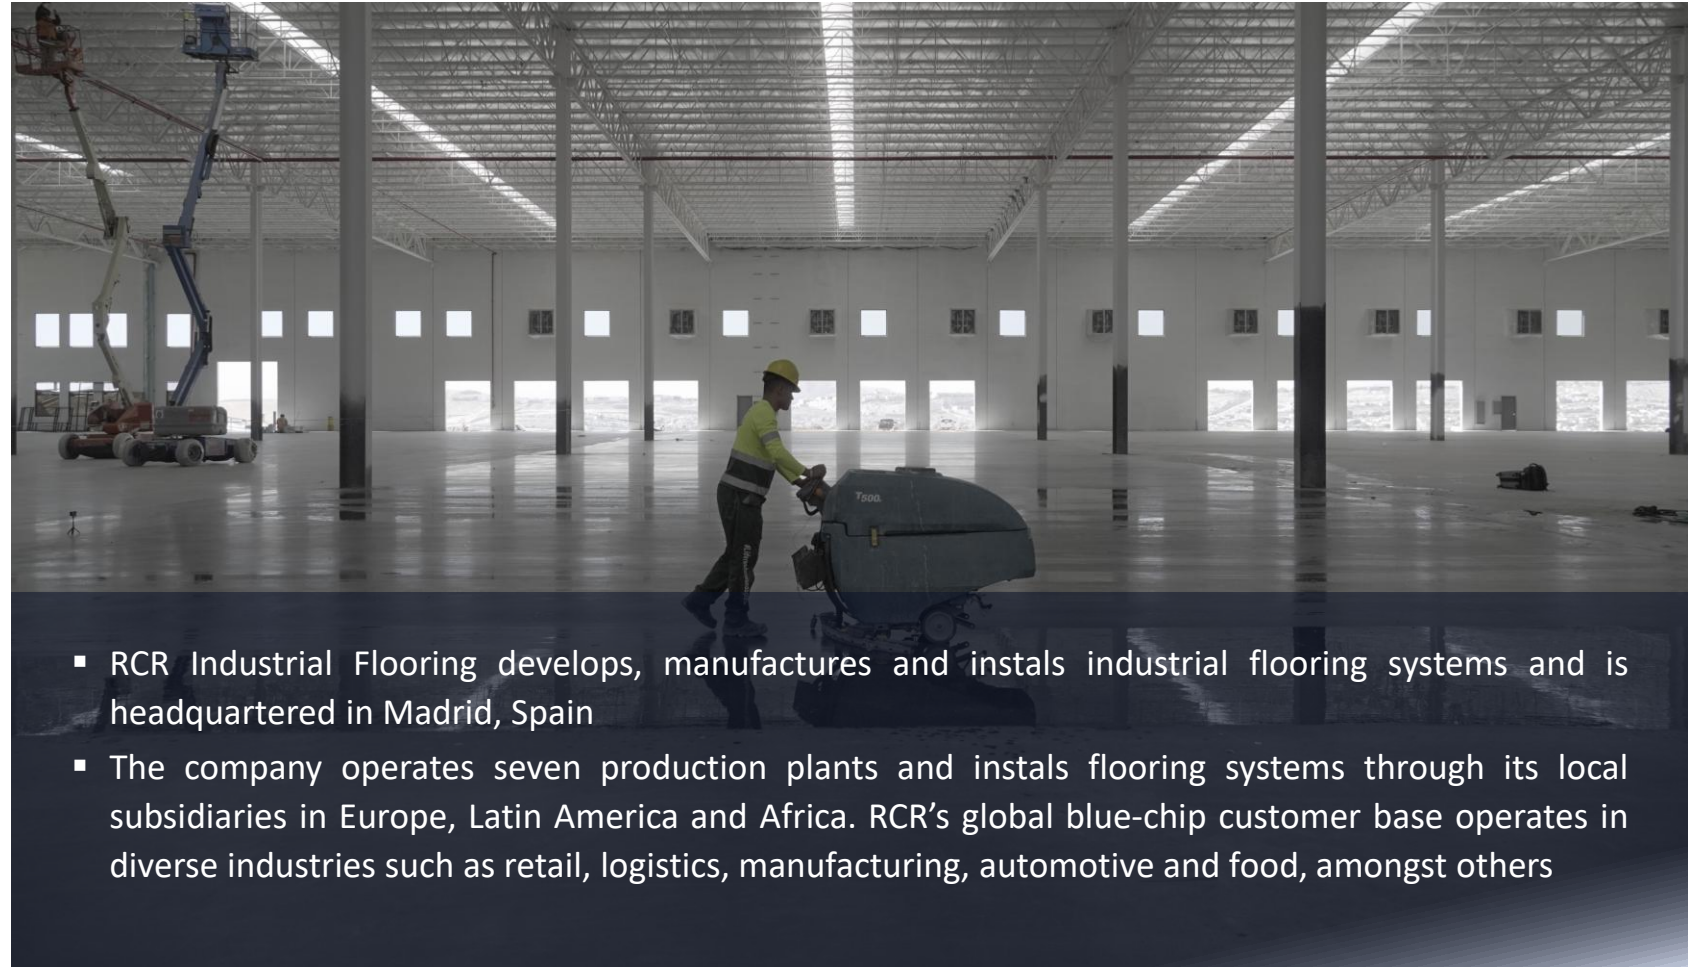 T500.
▪ RCR Industrial Flooring develops, manufactures and instals industrial flooring systems and is
headquartered in Madrid, Spain
▪ The company operates seven production plants and instals flooring systems through its local
subsidiaries in Europe, Latin America and Africa. RCR’s global blue-chip customer base operates in
diverse industries such as retail, logistics, manufacturing, automotive and food, amongst others